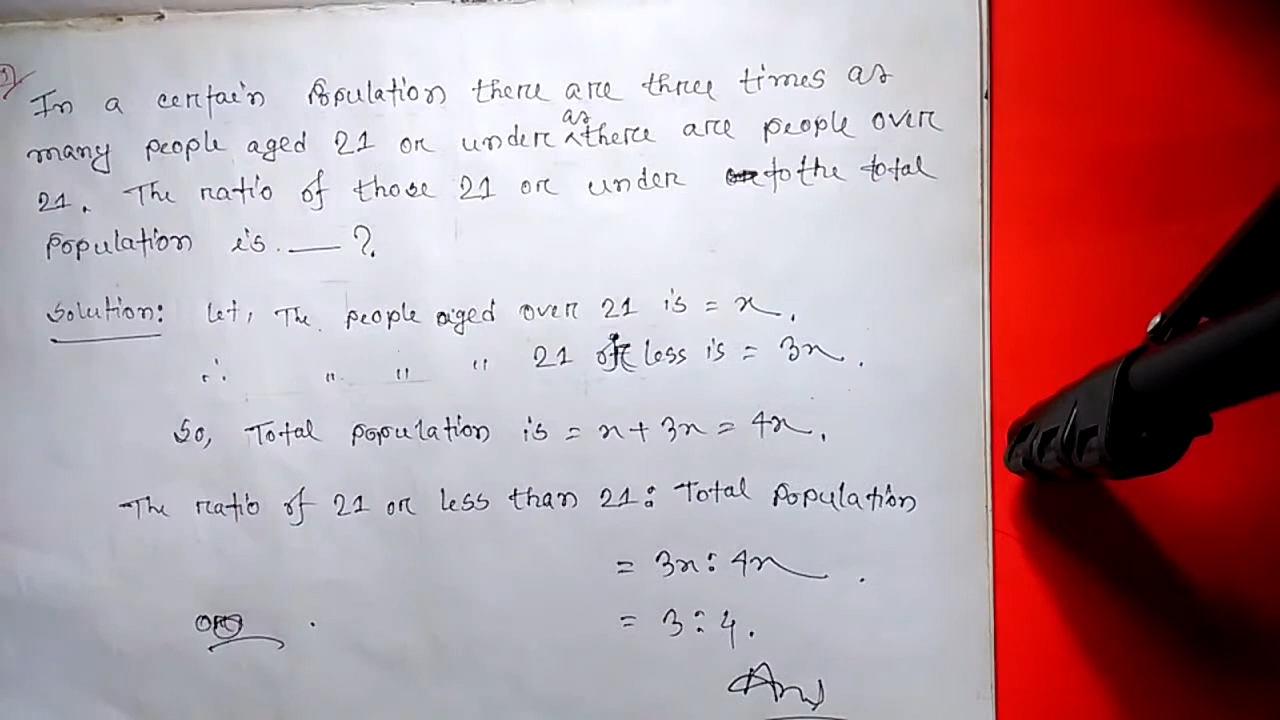 In a certain Population there are three times as
many people aged 21 or under as there are people over
21. The ratio of those 21 or under to the total
population is. — ?
Solution: Let, The people aged over 21 is = x.
∴ " " " 21 or less is = 3x.
So, Total population is = x + 3x = 4x.
The ratio of 21 or less than 21 : Total population
= 3x : 4x.
= 3 : 4.
Ans